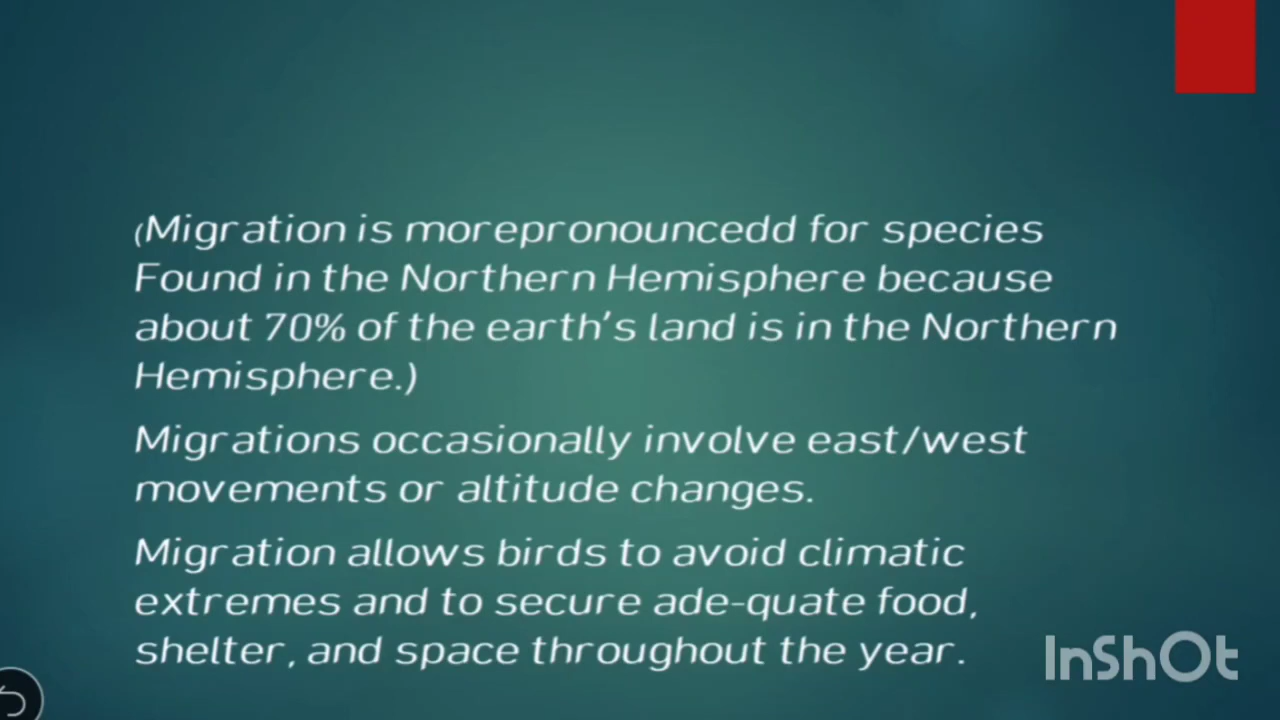 (Migration is morepronouncedd for species
Found in the Northern Hemisphere because
about 70% of the earth's land is in the Northern
Hemisphere.)
Migrations occasionally involve east/west
movements or altitude changes.
Migration allows birds to avoid climatic
extremes and to secure ade-quate food,
shelter, and space throughout the year.
InShOt